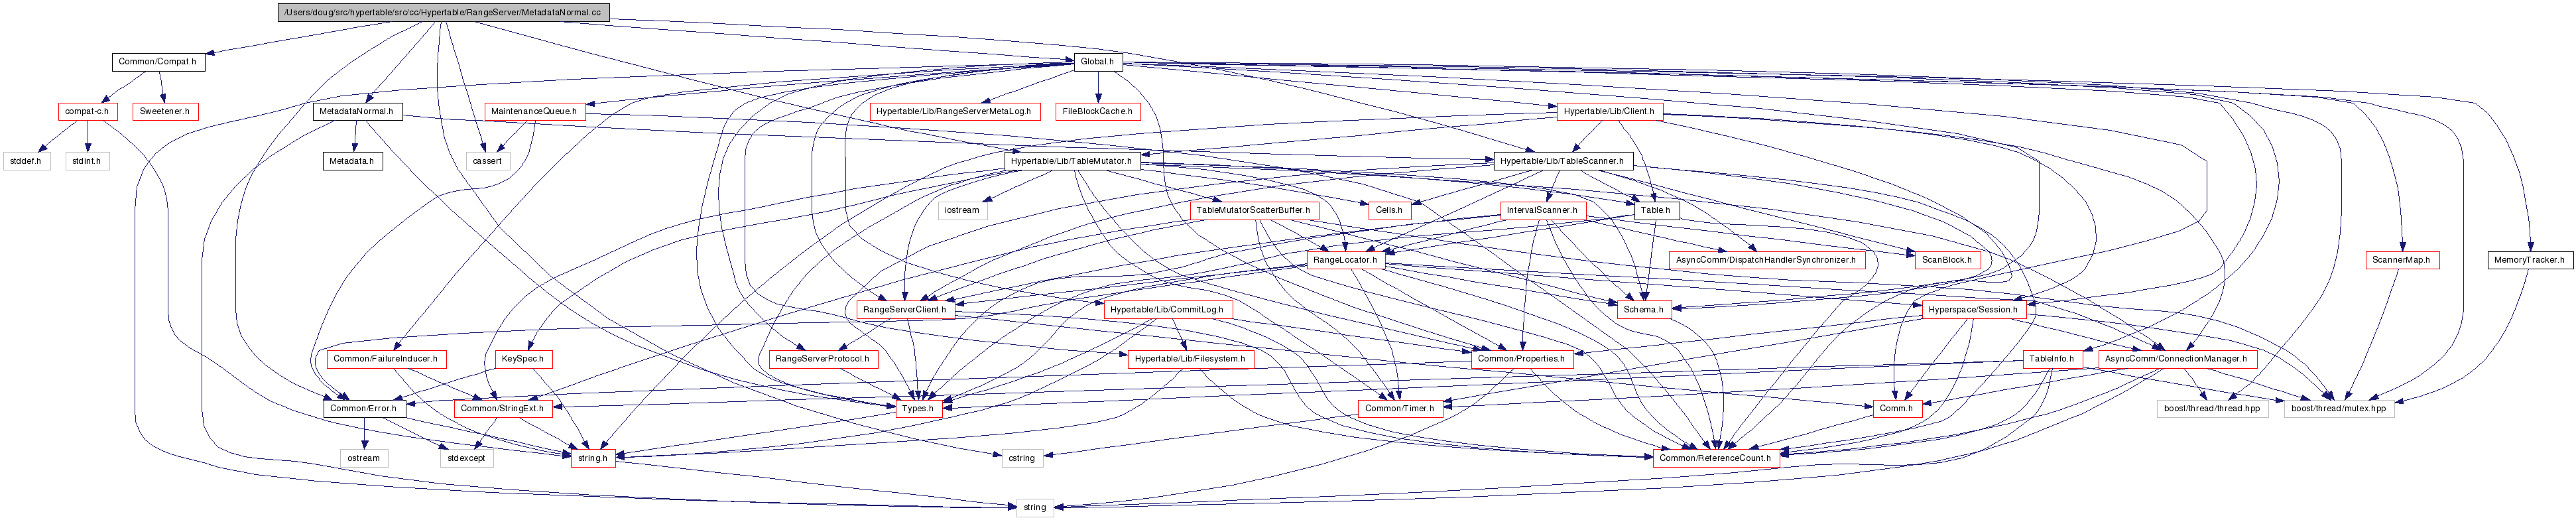 /Users/doug/src/hypertable/src/cc/Hypertable/RangeServer/MetadataNormal.cc
Common/Compat.h
Global.h
compat-c.h
Sweetener.h
MetadataNormal.h
MaintenanceQueue.h
Hypertable/Lib/RangeServerMetaLog.h
FileBlockCache.h
Hypertable/Lib/Client.h
stddef.h
stdint.h
Metadata.h
cassert
Hypertable/Lib/TableMutator.h
Hypertable/Lib/TableScanner.h
iostream
TableMutatorScatterBuffer.h
Cells.h
IntervalScanner.h
Table.h
RangeLocator.h
AsyncComm/DispatchHandlerSynchronizer.h
ScanBlock.h
ScannerMap.h
MemoryTracker.h
RangeServerClient.h
Hypertable/Lib/CommitLog.h
Schema.h
Hyperspace/Session.h
Common/FailureInducer.h
KeySpec.h
RangeServerProtocol.h
Hypertable/Lib/Filesystem.h
Common/Properties.h
TableInfo.h
AsyncComm/ConnectionManager.h
Common/Error.h
Common/StringExt.h
Types.h
Common/Timer.h
Comm.h
boost/thread/thread.hpp
boost/thread/mutex.hpp
ostream
stdexcept
string.h
cstring
Common/ReferenceCount.h
string